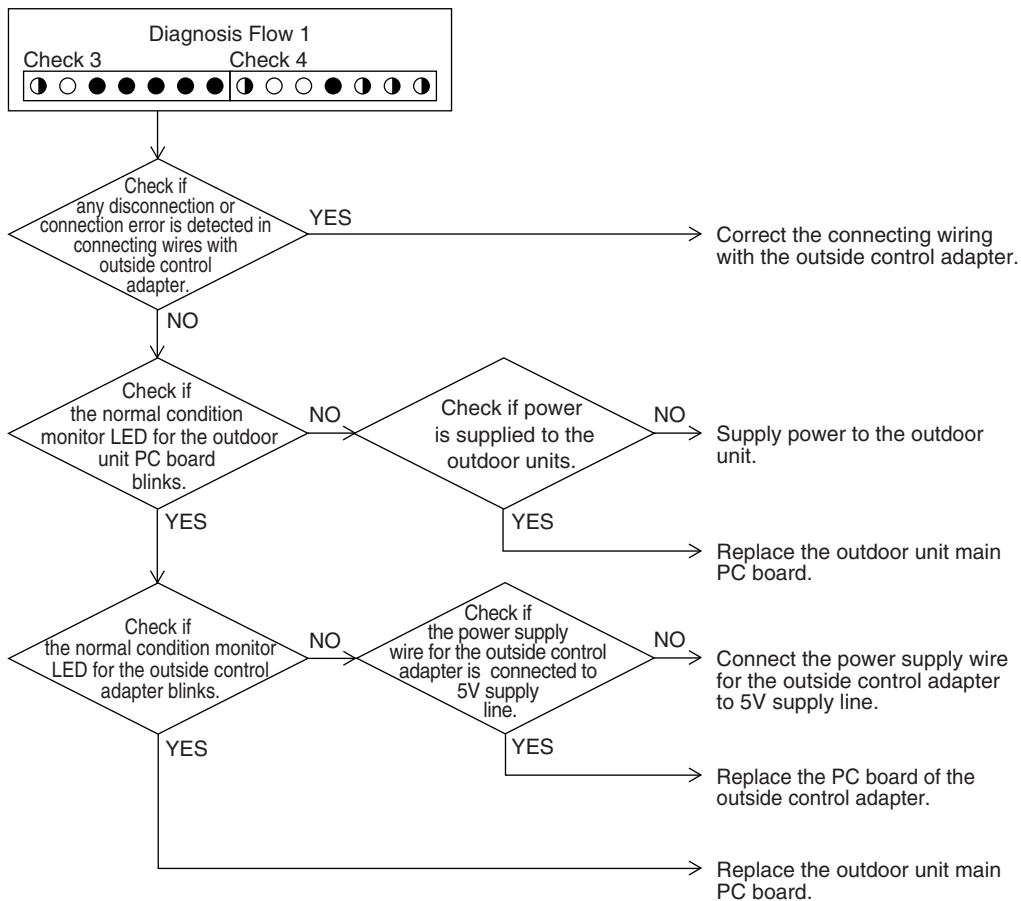 Diagnosis Flow 1
Check 3
Check 4
Check if
any disconnection or
connection error is detected in
connecting wires with
outside control
adapter.
YES
Correct the connecting wiring
with the outside control adapter.
NO
Check if
the normal condition
monitor LED for the outdoor
unit PC board
blinks.
NO
Check if power
is supplied to the
outdoor units.
NO
Supply power to the outdoor
unit.
YES
YES
Replace the outdoor unit main
PC board.
Check if
the normal condition monitor
LED for the outside control
adapter blinks.
NO
Check if
the power supply
wire for the outside control
adapter is connected to
5V supply
line.
NO
Connect the power supply wire
for the outside control adapter
to 5V supply line.
YES
YES
Replace the PC board of the
outside control adapter.
Replace the outdoor unit main
PC board.